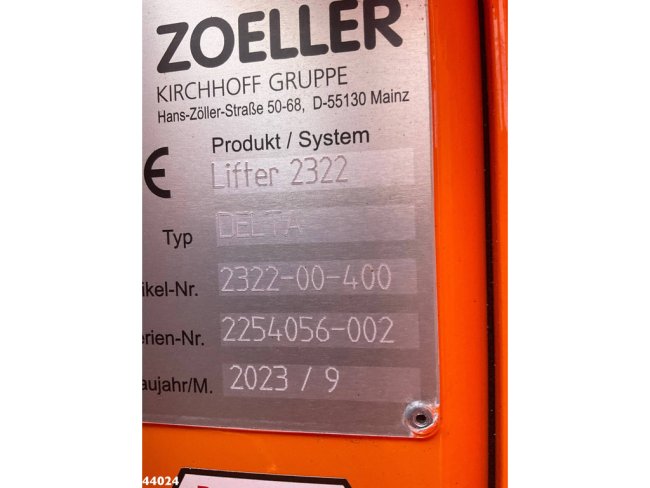 ZOELLER
KIRCHHOFF GRUPPE
Hans-Zöller-Straße 50-68, D-55130 Mainz
Produkt / System
CE Lifter 2322
Typ DELTA
ikel-Nr. 2322-00-400
erien-Nr. 2254056-002
aujahr/M. 2023 / 9
44024